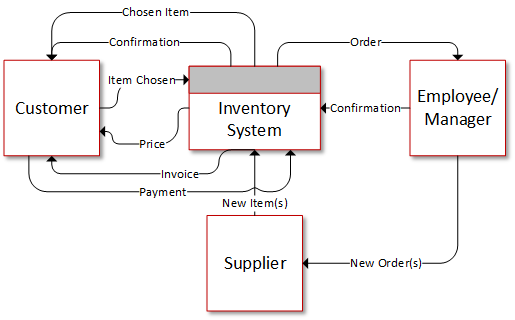 Chosen Item
Confirmation
Order
Item Chosen
Customer
Inventory
System
Employee/
Manager
Confirmation
Price
Invoice
Payment
New Item(s)
Supplier
New Order(s)